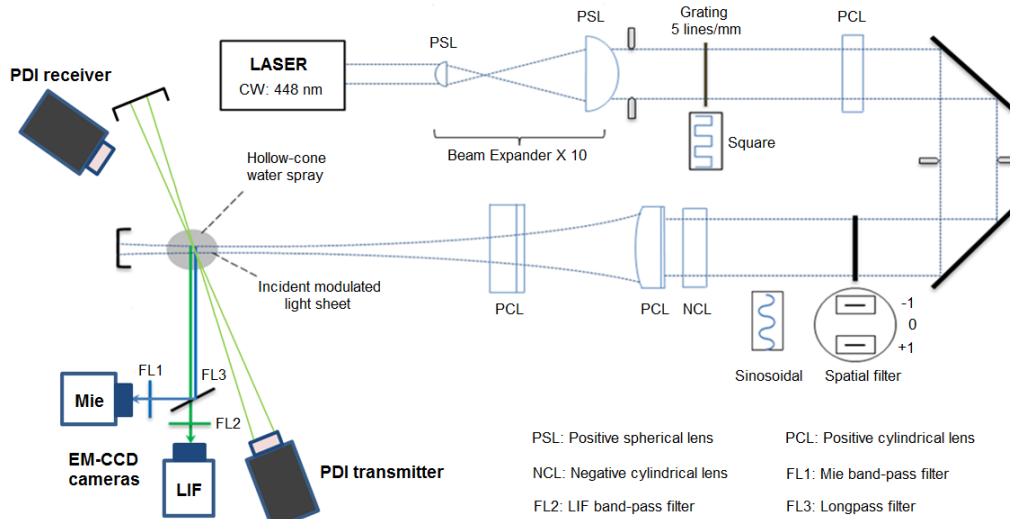 PSL
PSL
Grating
5 lines/mm
PCL
PDI receiver
LASER
CW: 448 nm
Square
Beam Expander X 10
Hollow-cone
water spray
Incident modulated
light sheet
PCL
PCL
NCL
-1
0
+1
Sinosoidal
Spatial filter
FL1
FL3
Mie
FL2
EM-CCD
cameras
LIF
PDI transmitter
PSL: Positive spherical lens
PCL: Positive cylindrical lens
NCL: Negative cylindrical lens
FL1: Mie band-pass filter
FL2: LIF band-pass filter
FL3: Longpass filter